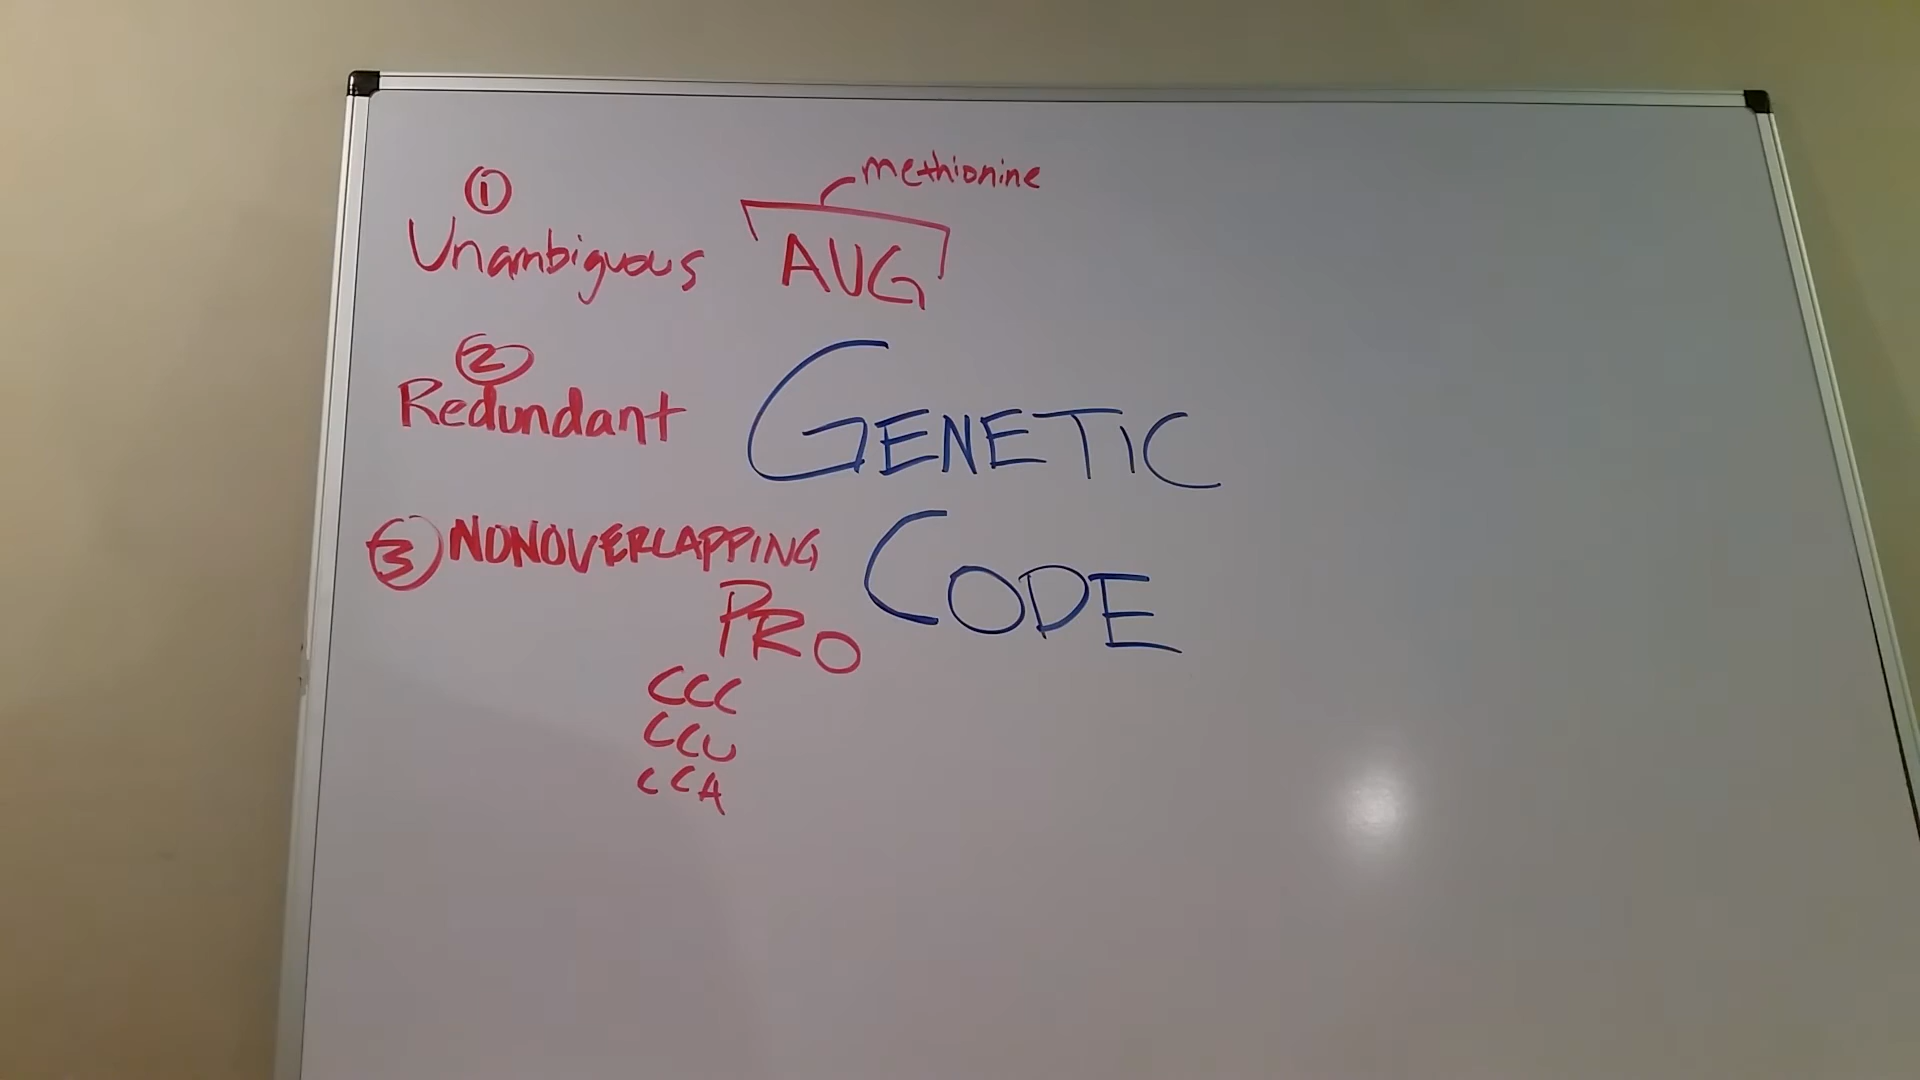 ①
methionine
Unambiguous AUG
②
Redundant
GENETIC
③ NONOVERLAPPING
CODE
PRO
CCC
CCU
CCA